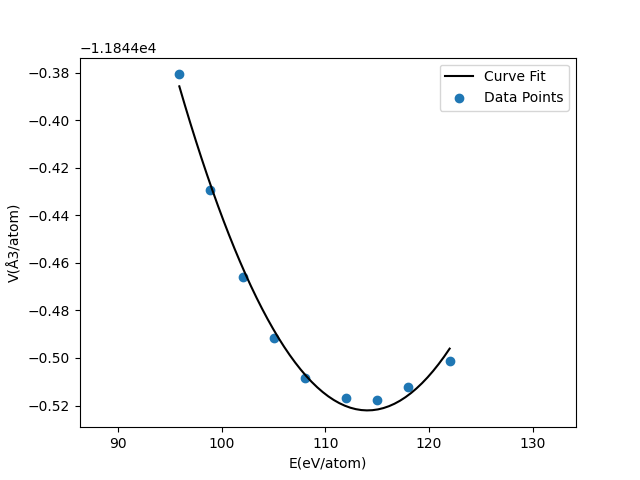 −1.1844e4
Curve Fit
Data Points
−0.38
−0.40
−0.42
−0.44
−0.46
−0.48
−0.50
−0.52
V(Å3/atom)
90
100
110
120
130
E(eV/atom)